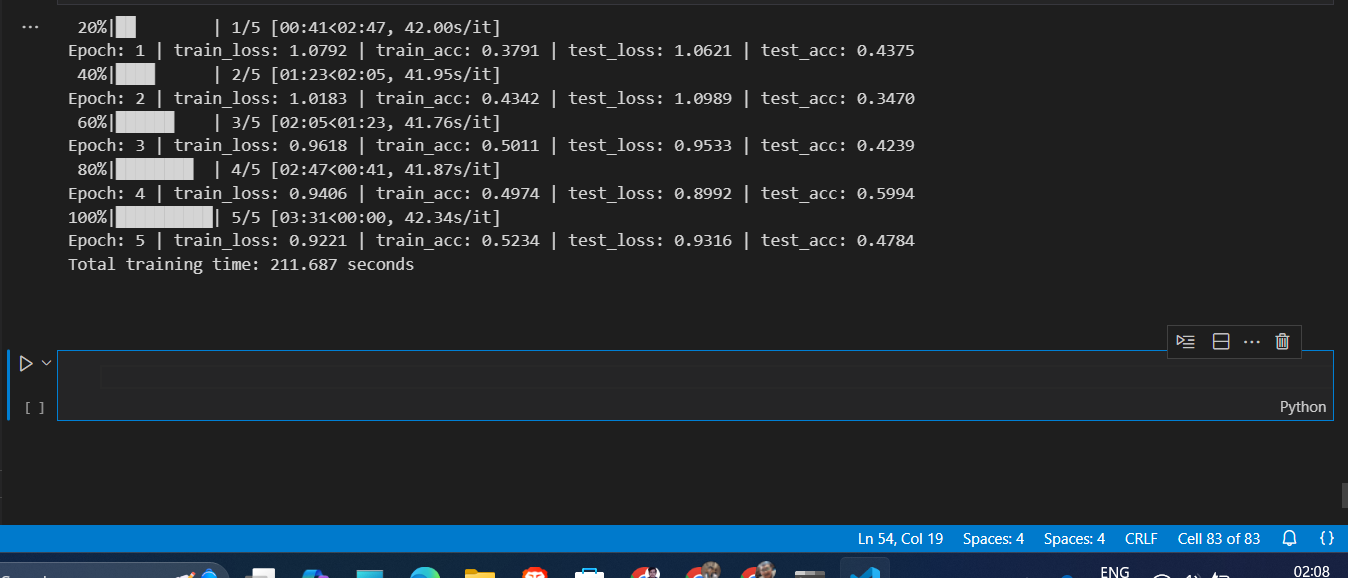 20%|██        | 1/5 [00:41<02:47, 42.00s/it]
Epoch: 1 | train_loss: 1.0792 | train_acc: 0.3791 | test_loss: 1.0621 | test_acc: 0.4375
40%|████      | 2/5 [01:23<02:05, 41.95s/it]
Epoch: 2 | train_loss: 1.0183 | train_acc: 0.4342 | test_loss: 1.0989 | test_acc: 0.3470
60%|██████    | 3/5 [02:05<01:23, 41.76s/it]
Epoch: 3 | train_loss: 0.9618 | train_acc: 0.5011 | test_loss: 0.9533 | test_acc: 0.4239
80%|████████  | 4/5 [02:47<00:41, 41.87s/it]
Epoch: 4 | train_loss: 0.9406 | train_acc: 0.4974 | test_loss: 0.8992 | test_acc: 0.5994
100%|██████████| 5/5 [03:31<00:00, 42.34s/it]
Epoch: 5 | train_loss: 0.9221 | train_acc: 0.5234 | test_loss: 0.9316 | test_acc: 0.4784
Total training time: 211.687 seconds
[ ]
Python
Ln 54, Col 19 Spaces: 4 Spaces: 4 CRLF Cell 83 of 83 {}
ENG 02:08